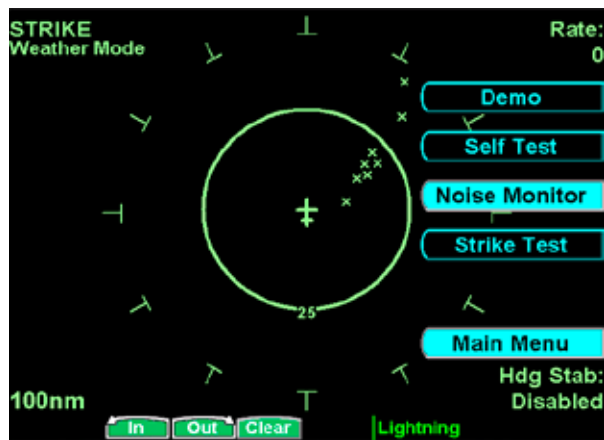 STRIKE
Weather Mode
Rate:
0
Demo
Self Test
Noise Monitor
Strike Test
25
Main Menu
Hdg Stab:
Disabled
100nm
In Out Clear
Lightning